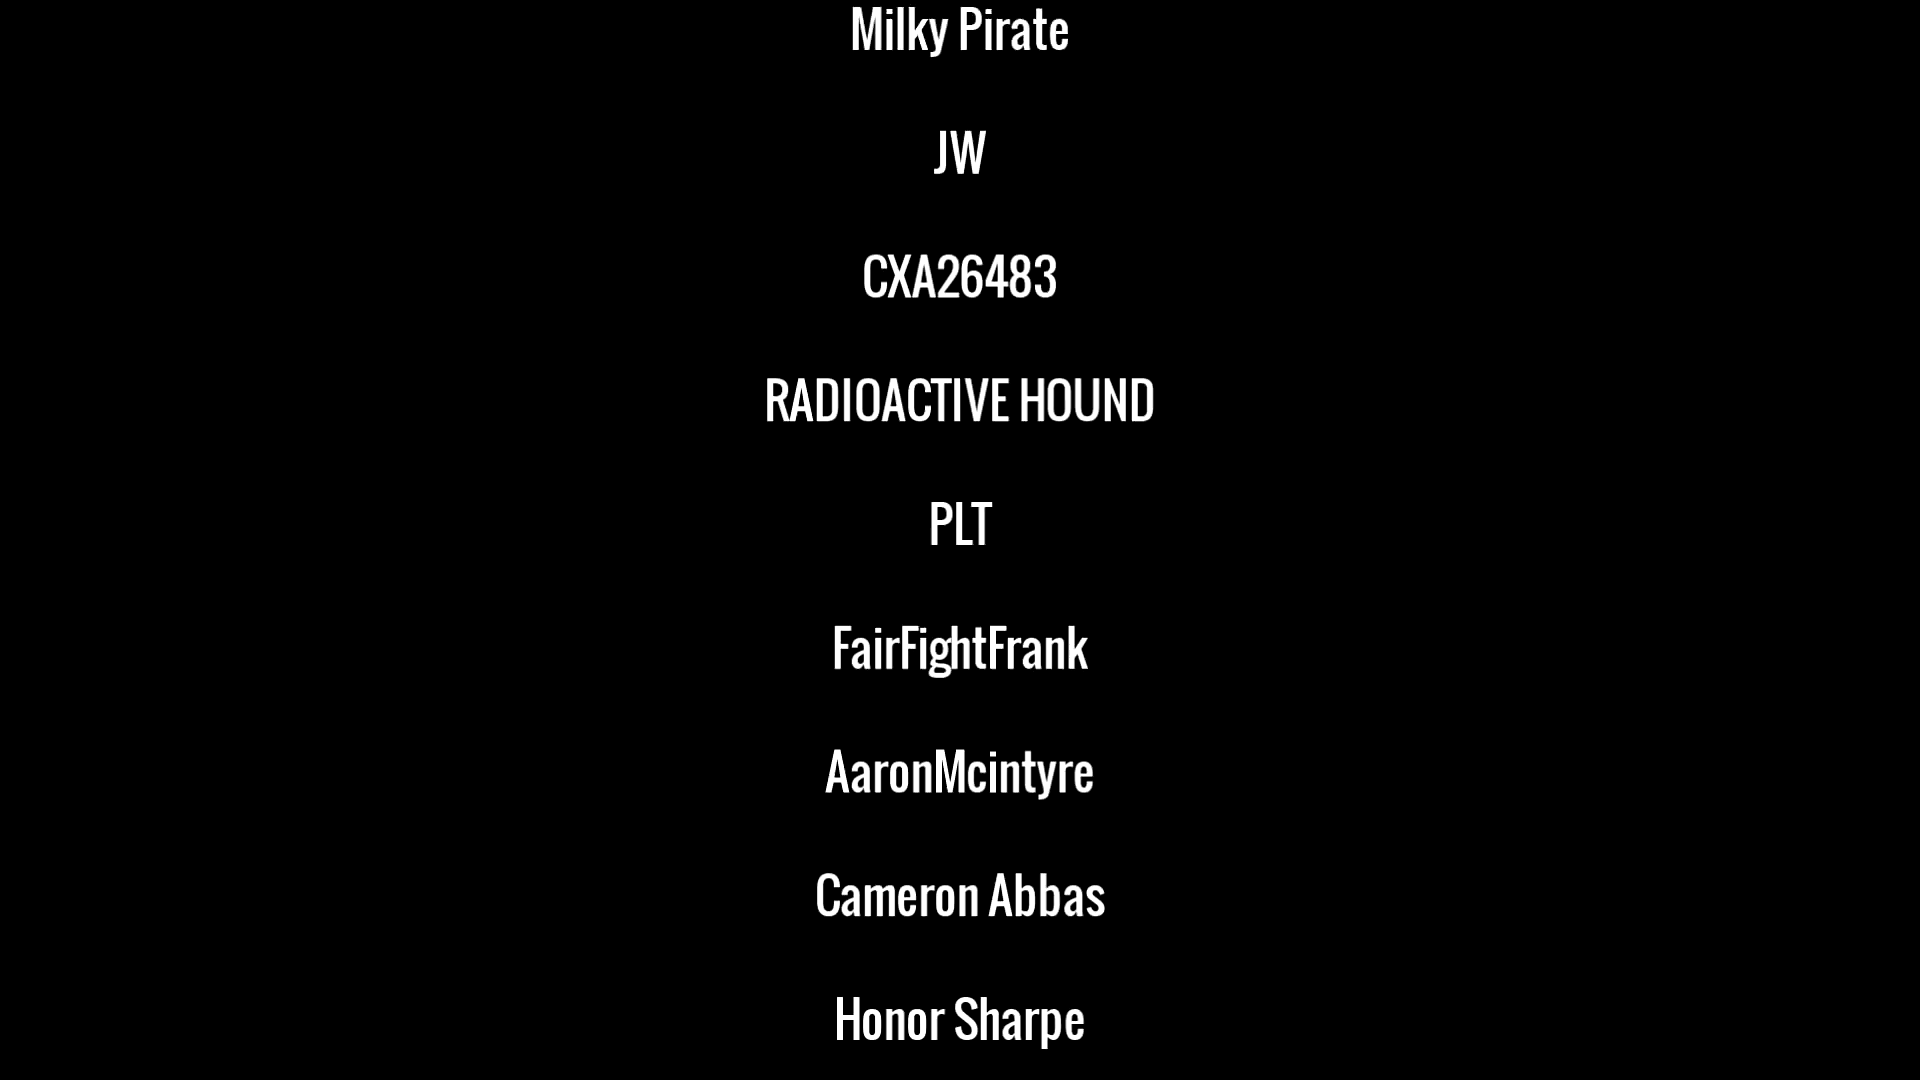 Milky Pirate
JW
CXA26483
RADIOACTIVE HOUND
PLT
FairFightFrank
AaronMcintyre
Cameron Abbas
Honor Sharpe